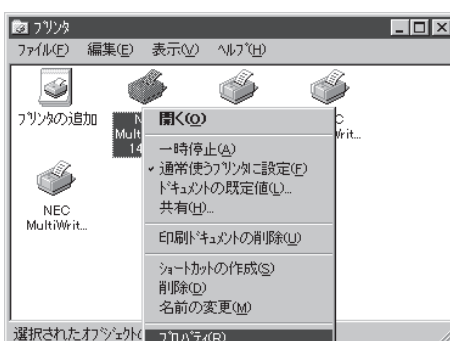 プリンタ
ファイル(F) 編集(E) 表示(V) ヘルプ(H)
プリンタの追加
N
Mult
14
C
Writ...
NEC
MultiWrit...
開く(O)
一時停止(A)
通常使うプリンタに設定(F)
ドキュメントの既定値(L)...
共有(H)...
印刷ドキュメントの削除(U)
ショートカットの作成(S)
削除(D)
名前の変更(M)
プロパティ(R)
選択されたオブジェクト(